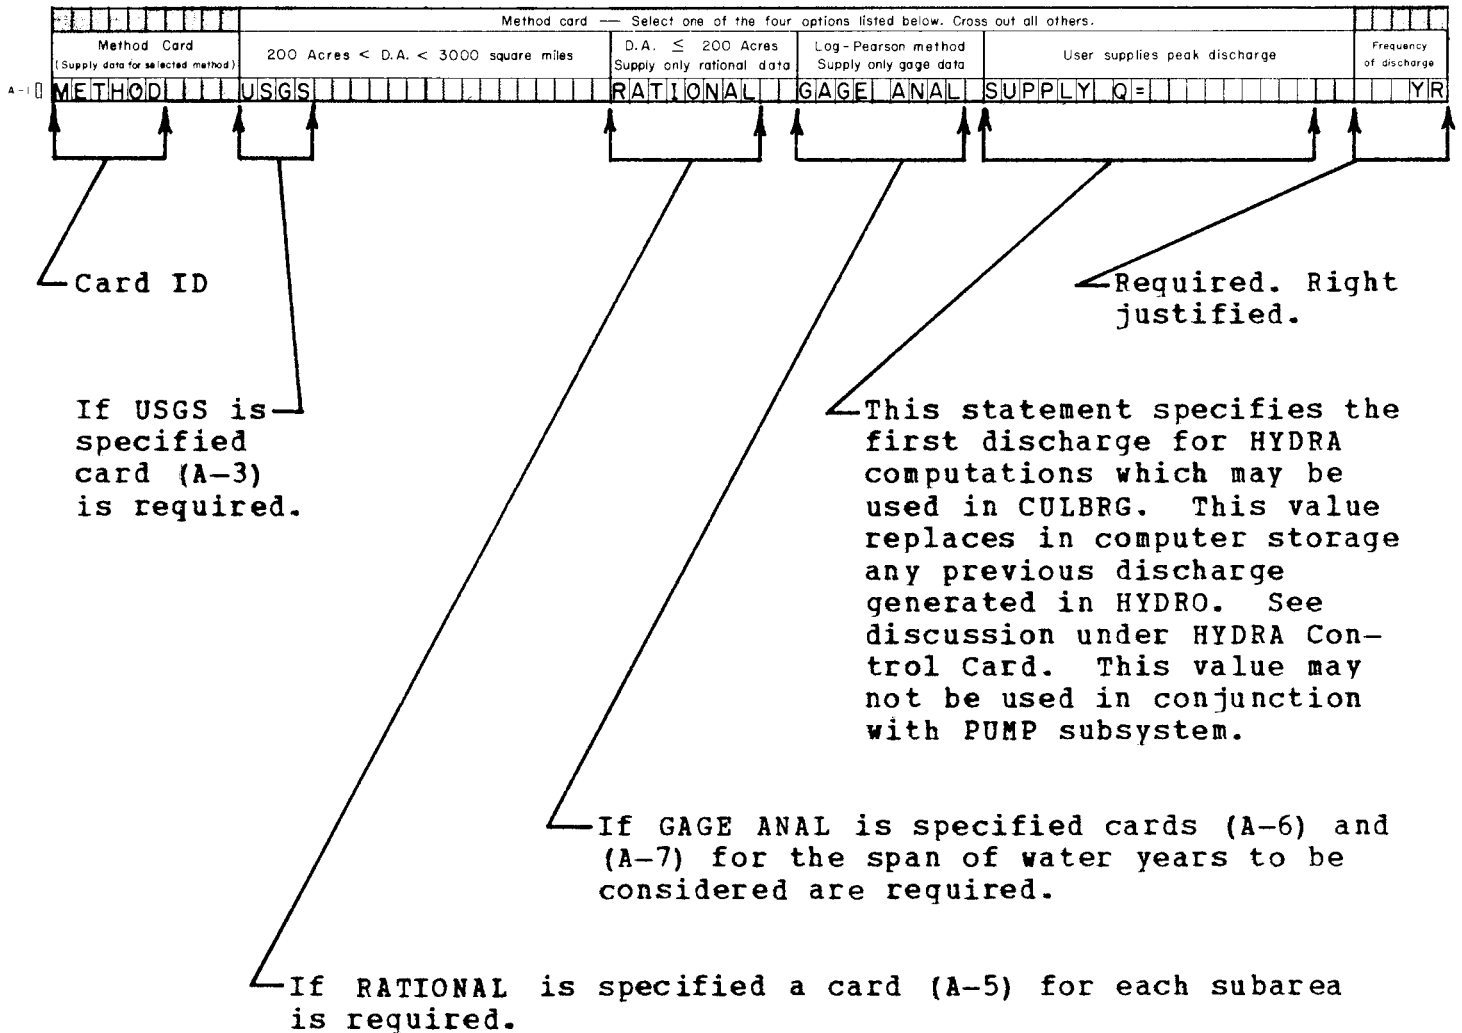 Method card — Select one of the four options listed below. Cross out all others.
Method Card
(Supply data for selected method)
200 Acres < D.A. < 3000 square miles
D.A. ≤ 200 Acres
Supply only rational data
Log-Pearson method
Supply only gage data
User supplies peak discharge
Frequency
of discharge
A-1 METHOD USGS RATIONAL GAGE ANAL SUPPLY Q= YR
Card ID
Required. Right
justified.
If USGS is
specified
card (A-3)
is required.
This statement specifies the
first discharge for HYDRA
computations which may be
used in CULBRG. This value
replaces in computer storage
any previous discharge
generated in HYDRO. See
discussion under HYDRA Con-
trol Card. This value may
not be used in conjunction
with PUMP subsystem.
If GAGE ANAL is specified cards (A-6) and
(A-7) for the span of water years to be
considered are required.
If RATIONAL is specified a card (A-5) for each subarea
is required.